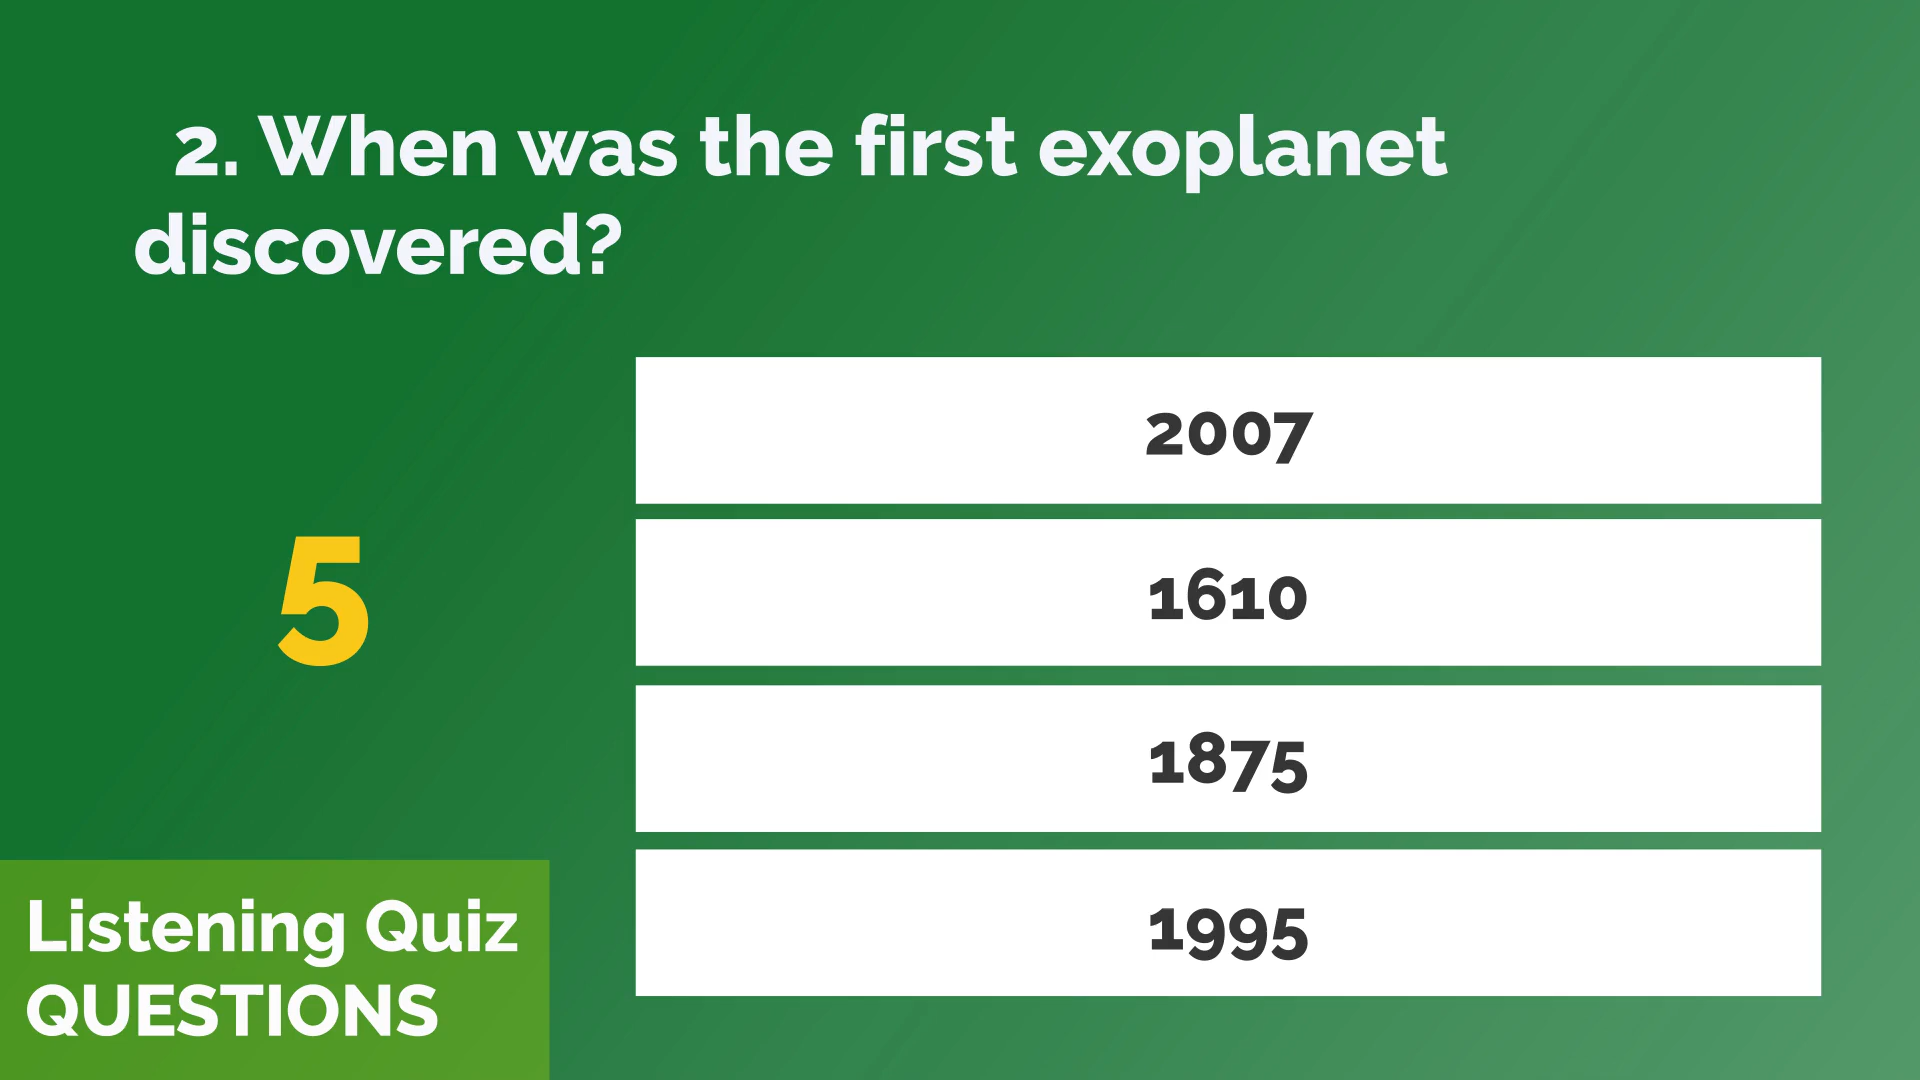 2. When was the first exoplanet
discovered?
2007
1610
5
1875
1995
Listening Quiz
QUESTIONS